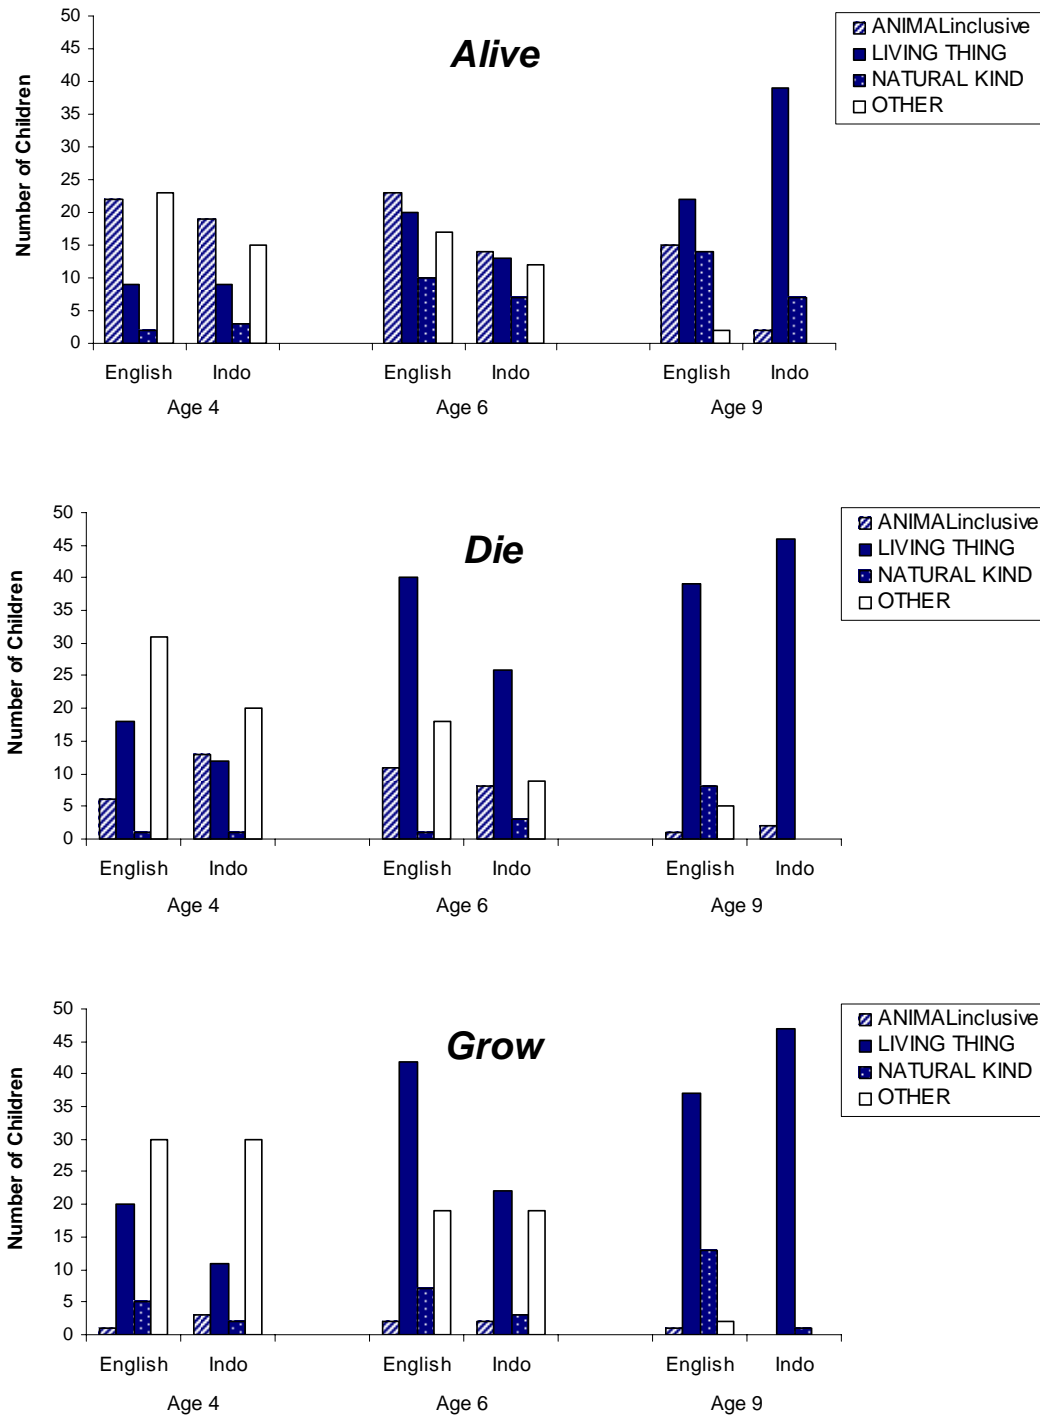 Alive
Number of Children
50
45
40
35
30
25
20
15
10
5
0
English Indo English Indo English Indo
Age 4 Age 6 Age 9
ANIMALinclusive
LIVING THING
NATURAL KIND
OTHER
Die
Number of Children
50
45
40
35
30
25
20
15
10
5
0
English Indo English Indo English Indo
Age 4 Age 6 Age 9
ANIMALinclusive
LIVING THING
NATURAL KIND
OTHER
Grow
Number of Children
50
45
40
35
30
25
20
15
10
5
0
English Indo English Indo English Indo
Age 4 Age 6 Age 9
ANIMALinclusive
LIVING THING
NATURAL KIND
OTHER